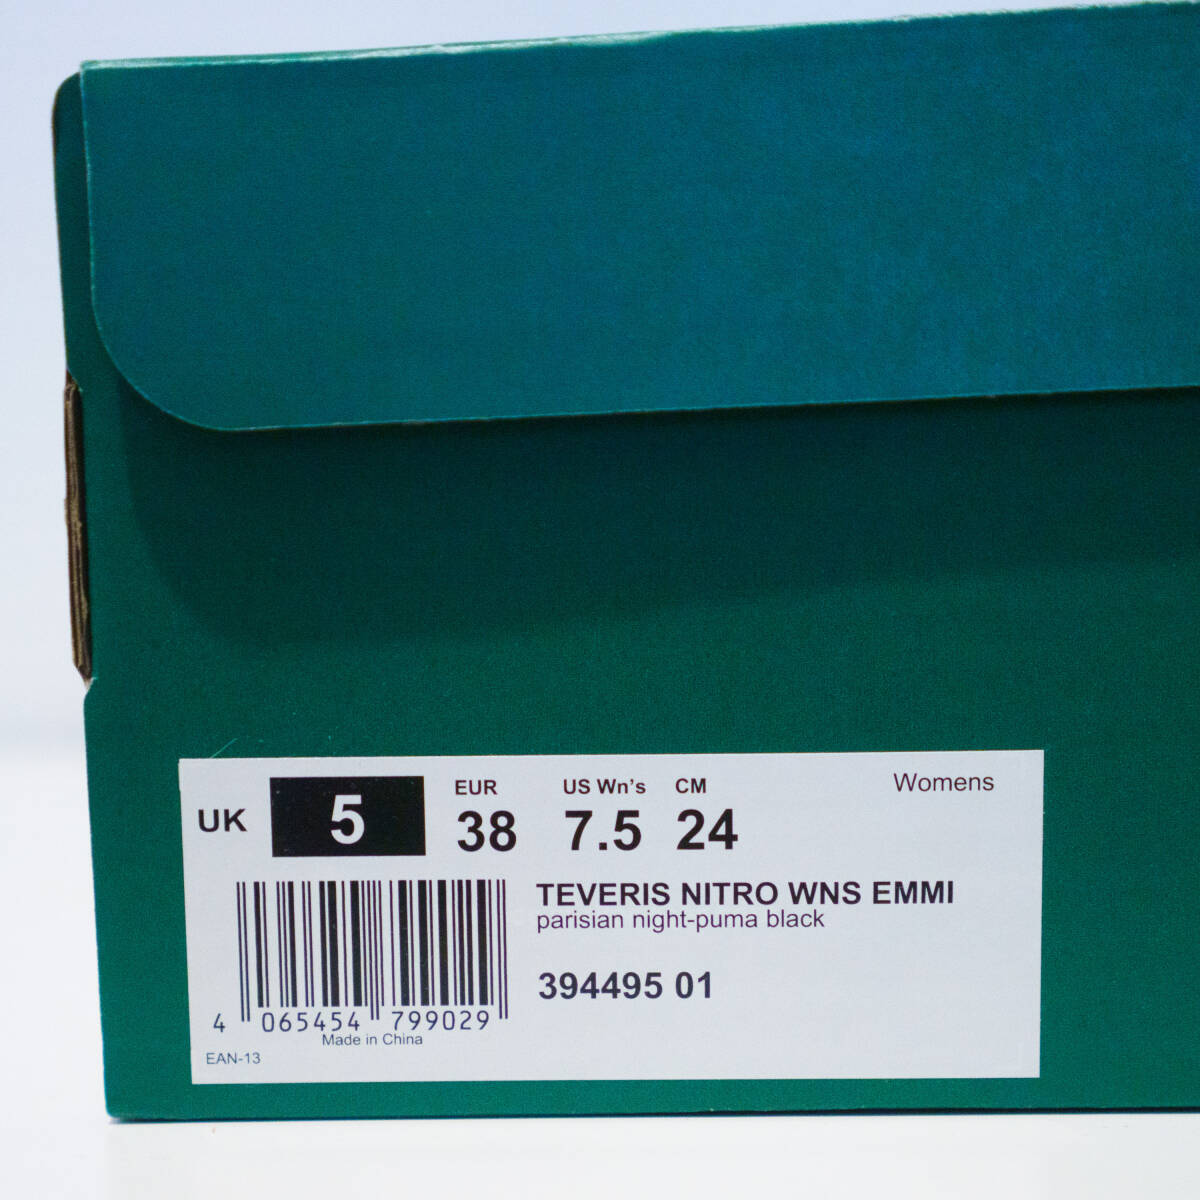 UK 5 EUR 38 US Wn's 7.5 CM 24 Womens
TEVERIS NITRO WNS EMMI
parisian night-puma black
394495 01
4 065454 799029
Made in China
EAN-13